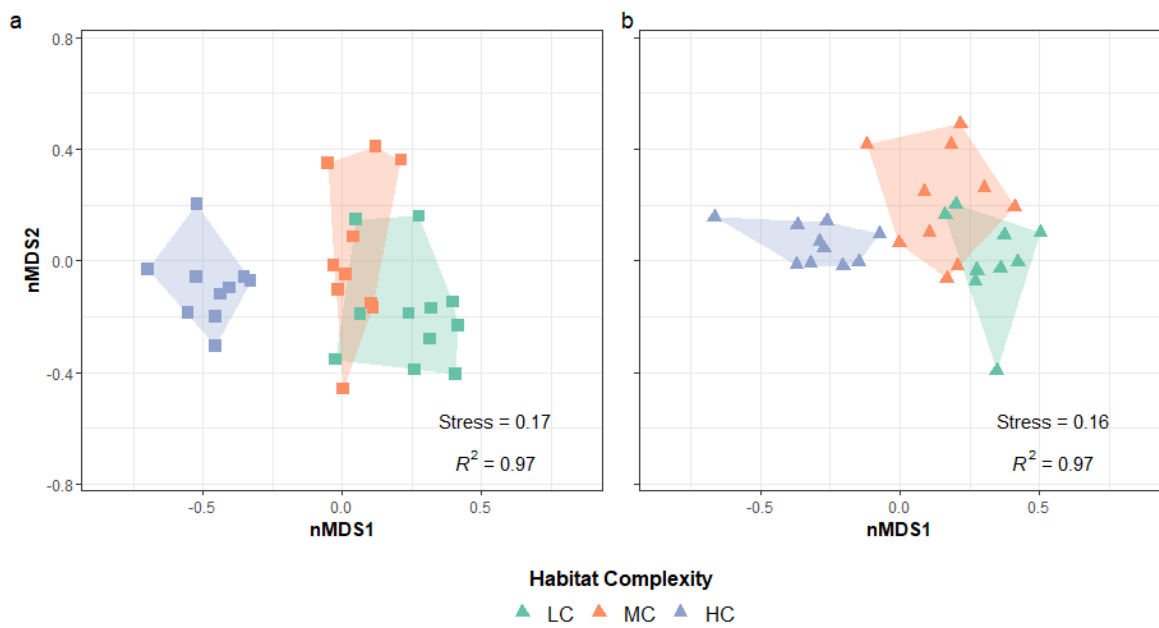 a
b
0.8
0.4
0.0
-0.4
-0.8
nMDS2
Stress = 0.17
R² = 0.97
Stress = 0.16
R² = 0.97
-0.5 0.0 0.5
-0.5 0.0 0.5
nMDS1
nMDS1
Habitat Complexity
LC MC HC